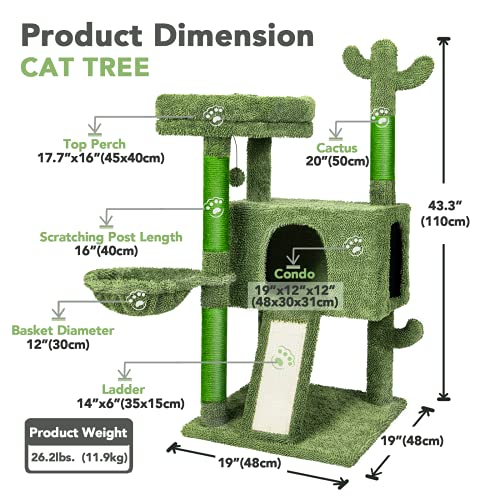 Product Dimension
CAT TREE
Top Perch
17.7"x16"(45x40cm)
Cactus
20"(50cm)
43.3"
(110cm)
Scratching Post Length
16"(40cm)
Condo
19"x12"x12"
(48x30x31cm)
Basket Diameter
12"(30cm)
Ladder
14"x6"(35x15cm)
Product Weight
26.2lbs. (11.9kg)
19"(48cm)
19"(48cm)